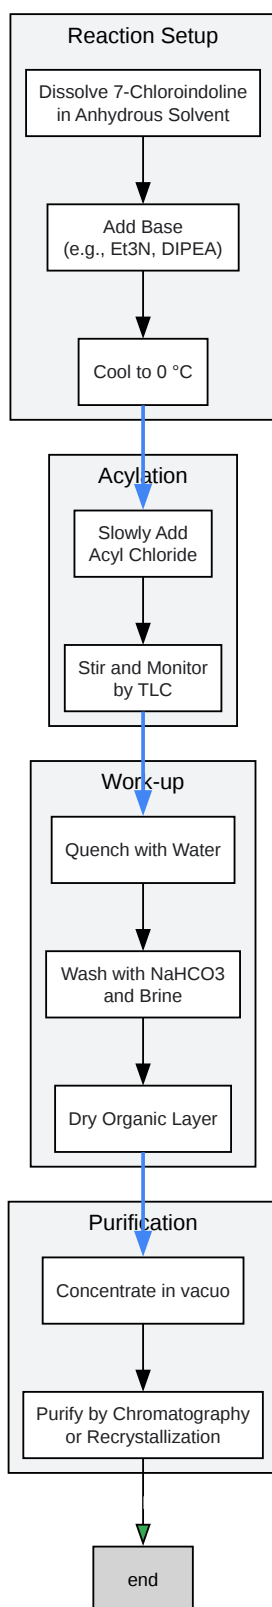 Reaction Setup
Dissolve 7-Chloroindoline
in Anhydrous Solvent
Add Base
(e.g., Et3N, DIPEA)
Cool to 0 °C
Acylation
Slowly Add
Acyl Chloride
Stir and Monitor
by TLC
Work-up
Quench with Water
Wash with NaHCO3
and Brine
Dry Organic Layer
Purification
Concentrate in vacuo
Purify by Chromatography
or Recrystallization
end